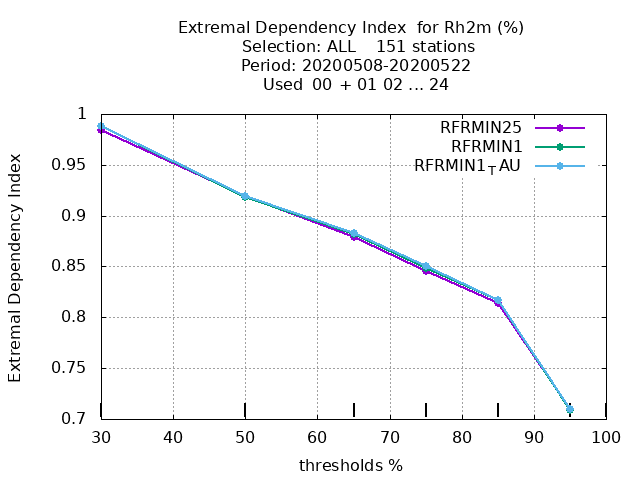 Extremal Dependency Index  for Rh2m (%)
Selection: ALL    151 stations
Period: 20200508-20200522
Used  00 + 01 02 ... 24
RFRMIN25
RFRMIN1
RFRMIN1TAU
Extremal Dependency Index
1
0.95
0.9
0.85
0.8
0.75
0.7
30 40 50 60 70 80 90 100
thresholds %